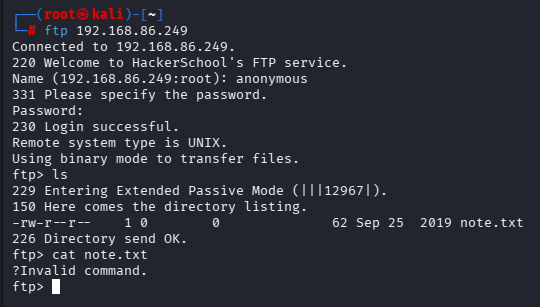 ┌──(root㉿kali)-[~]
└─# ftp 192.168.86.249
Connected to 192.168.86.249.
220 Welcome to HackerSchool's FTP service.
Name (192.168.86.249:root): anonymous
331 Please specify the password.
Password:
230 Login successful.
Remote system type is UNIX.
Using binary mode to transfer files.
ftp> ls
229 Entering Extended Passive Mode (|||12967|).
150 Here comes the directory listing.
-rw-r--r--    1 0        0              62 Sep 25  2019 note.txt
226 Directory send OK.
ftp> cat note.txt
?Invalid command.
ftp>